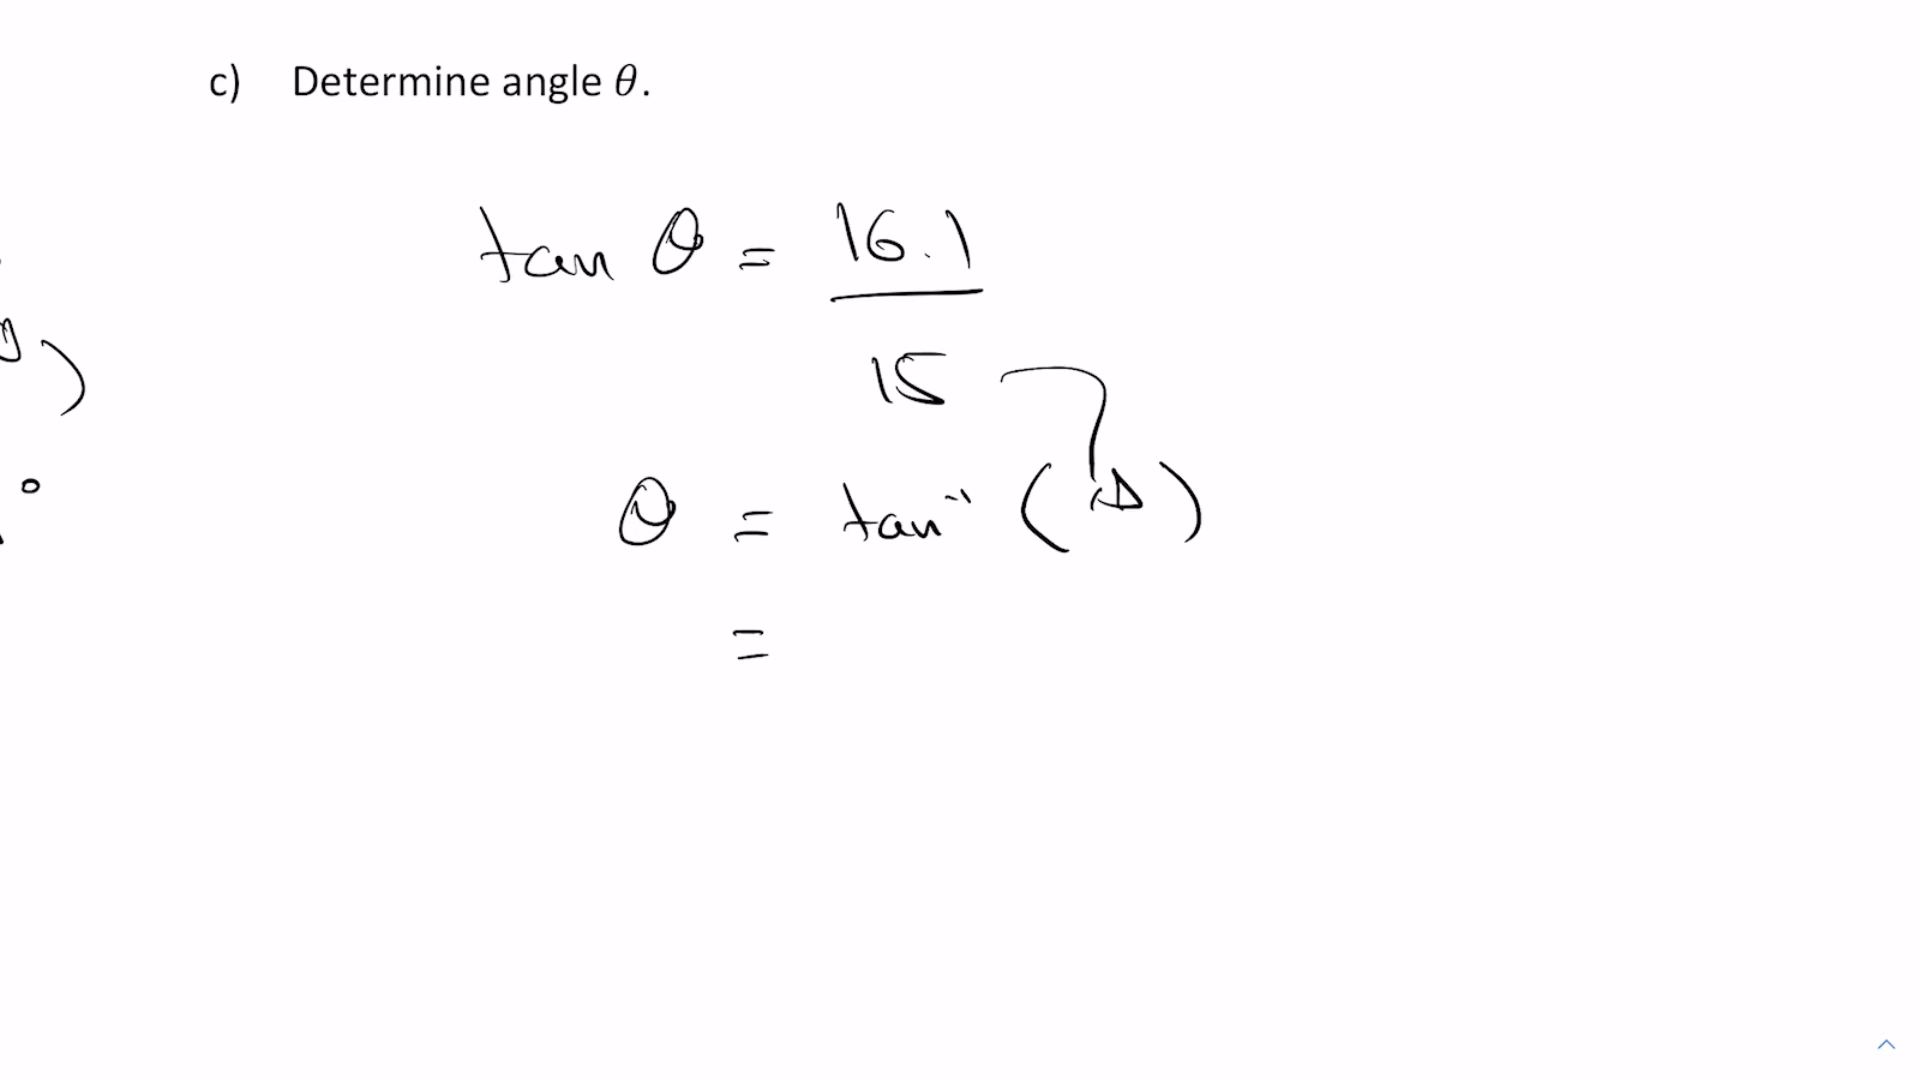 c) Determine angle θ.
tan θ = 16.1
15
θ = tan⁻¹ ( )
=